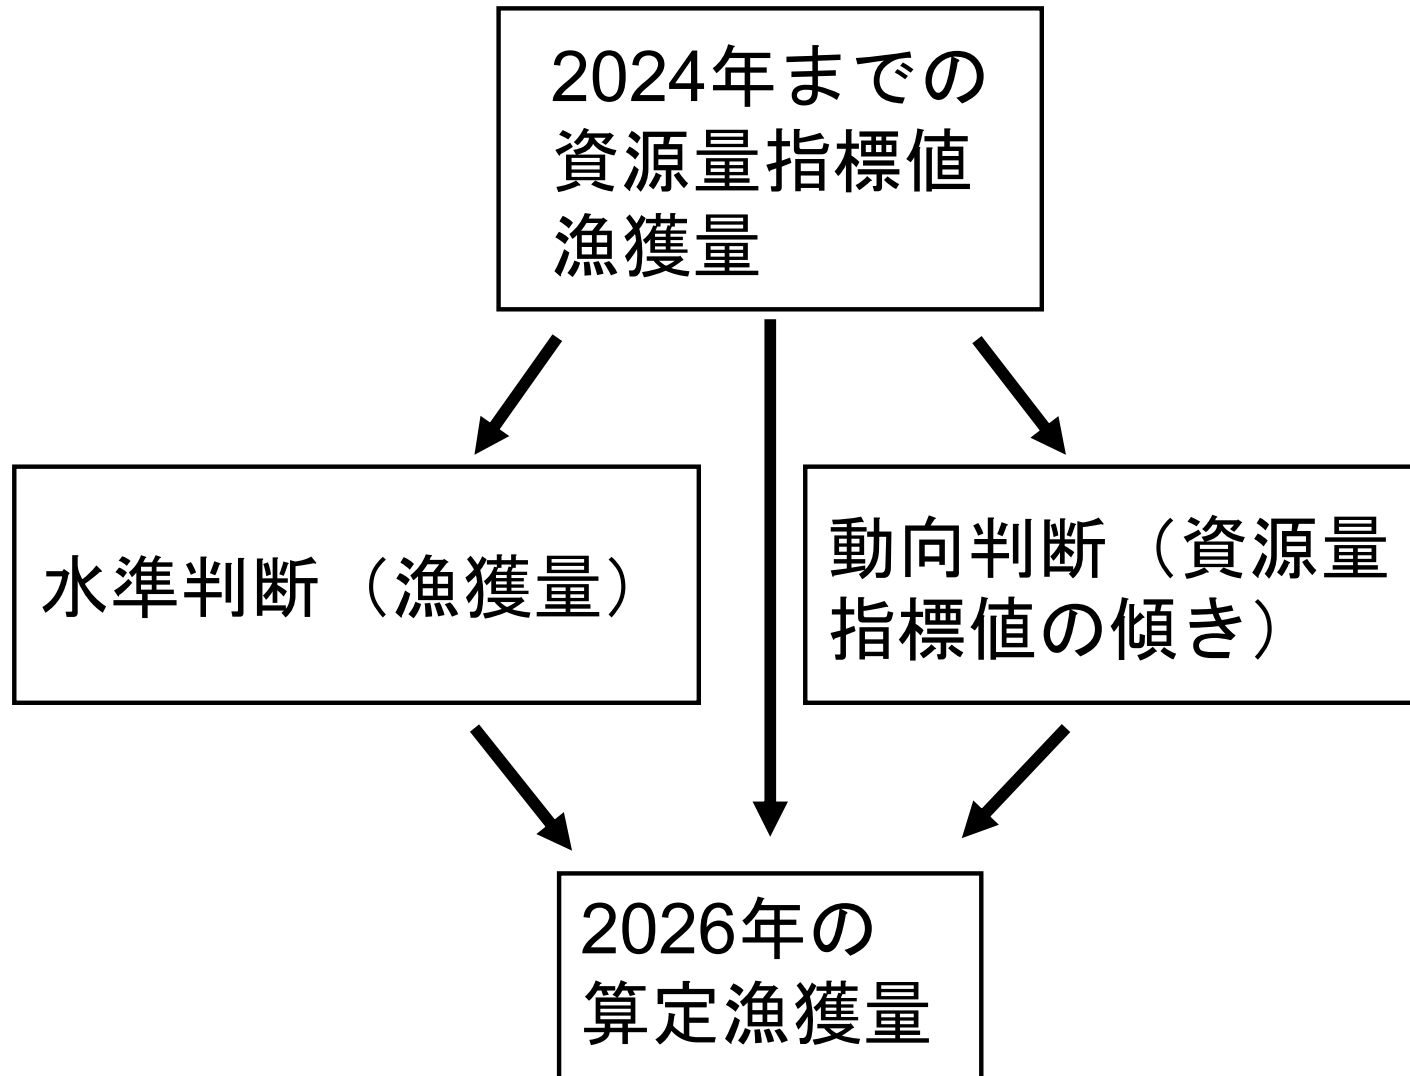 2024年までの
資源量指標値
漁獲量
水準判断（漁獲量）
動向判断（資源量
指標値の傾き）
2026年の
算定漁獲量